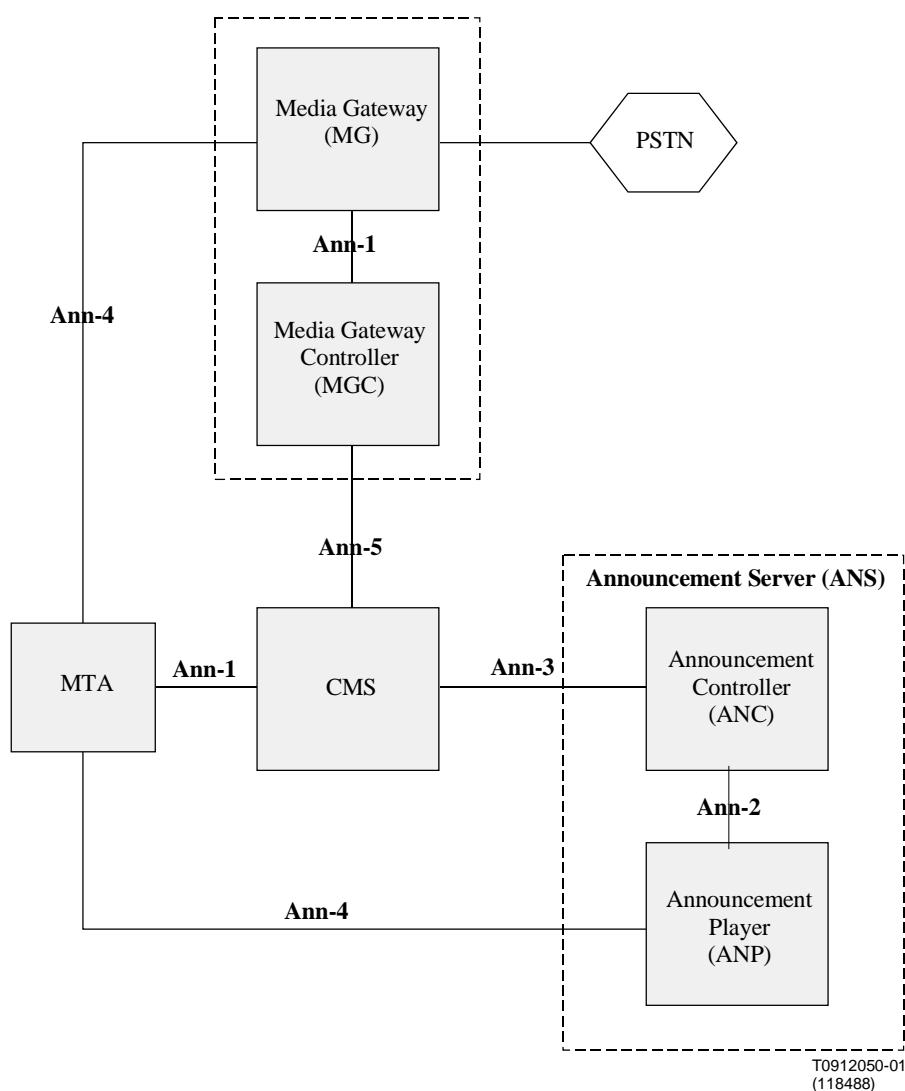 Media Gateway
(MG)
PSTN
Ann-1
Ann-4
Media Gateway
Controller
(MGC)
Ann-5
Announcement Server (ANS)
MTA
Ann-1
CMS
Ann-3
Announcement
Controller
(ANC)
Ann-2
Ann-4
Announcement
Player
(ANP)
T0912050-01
(118488)